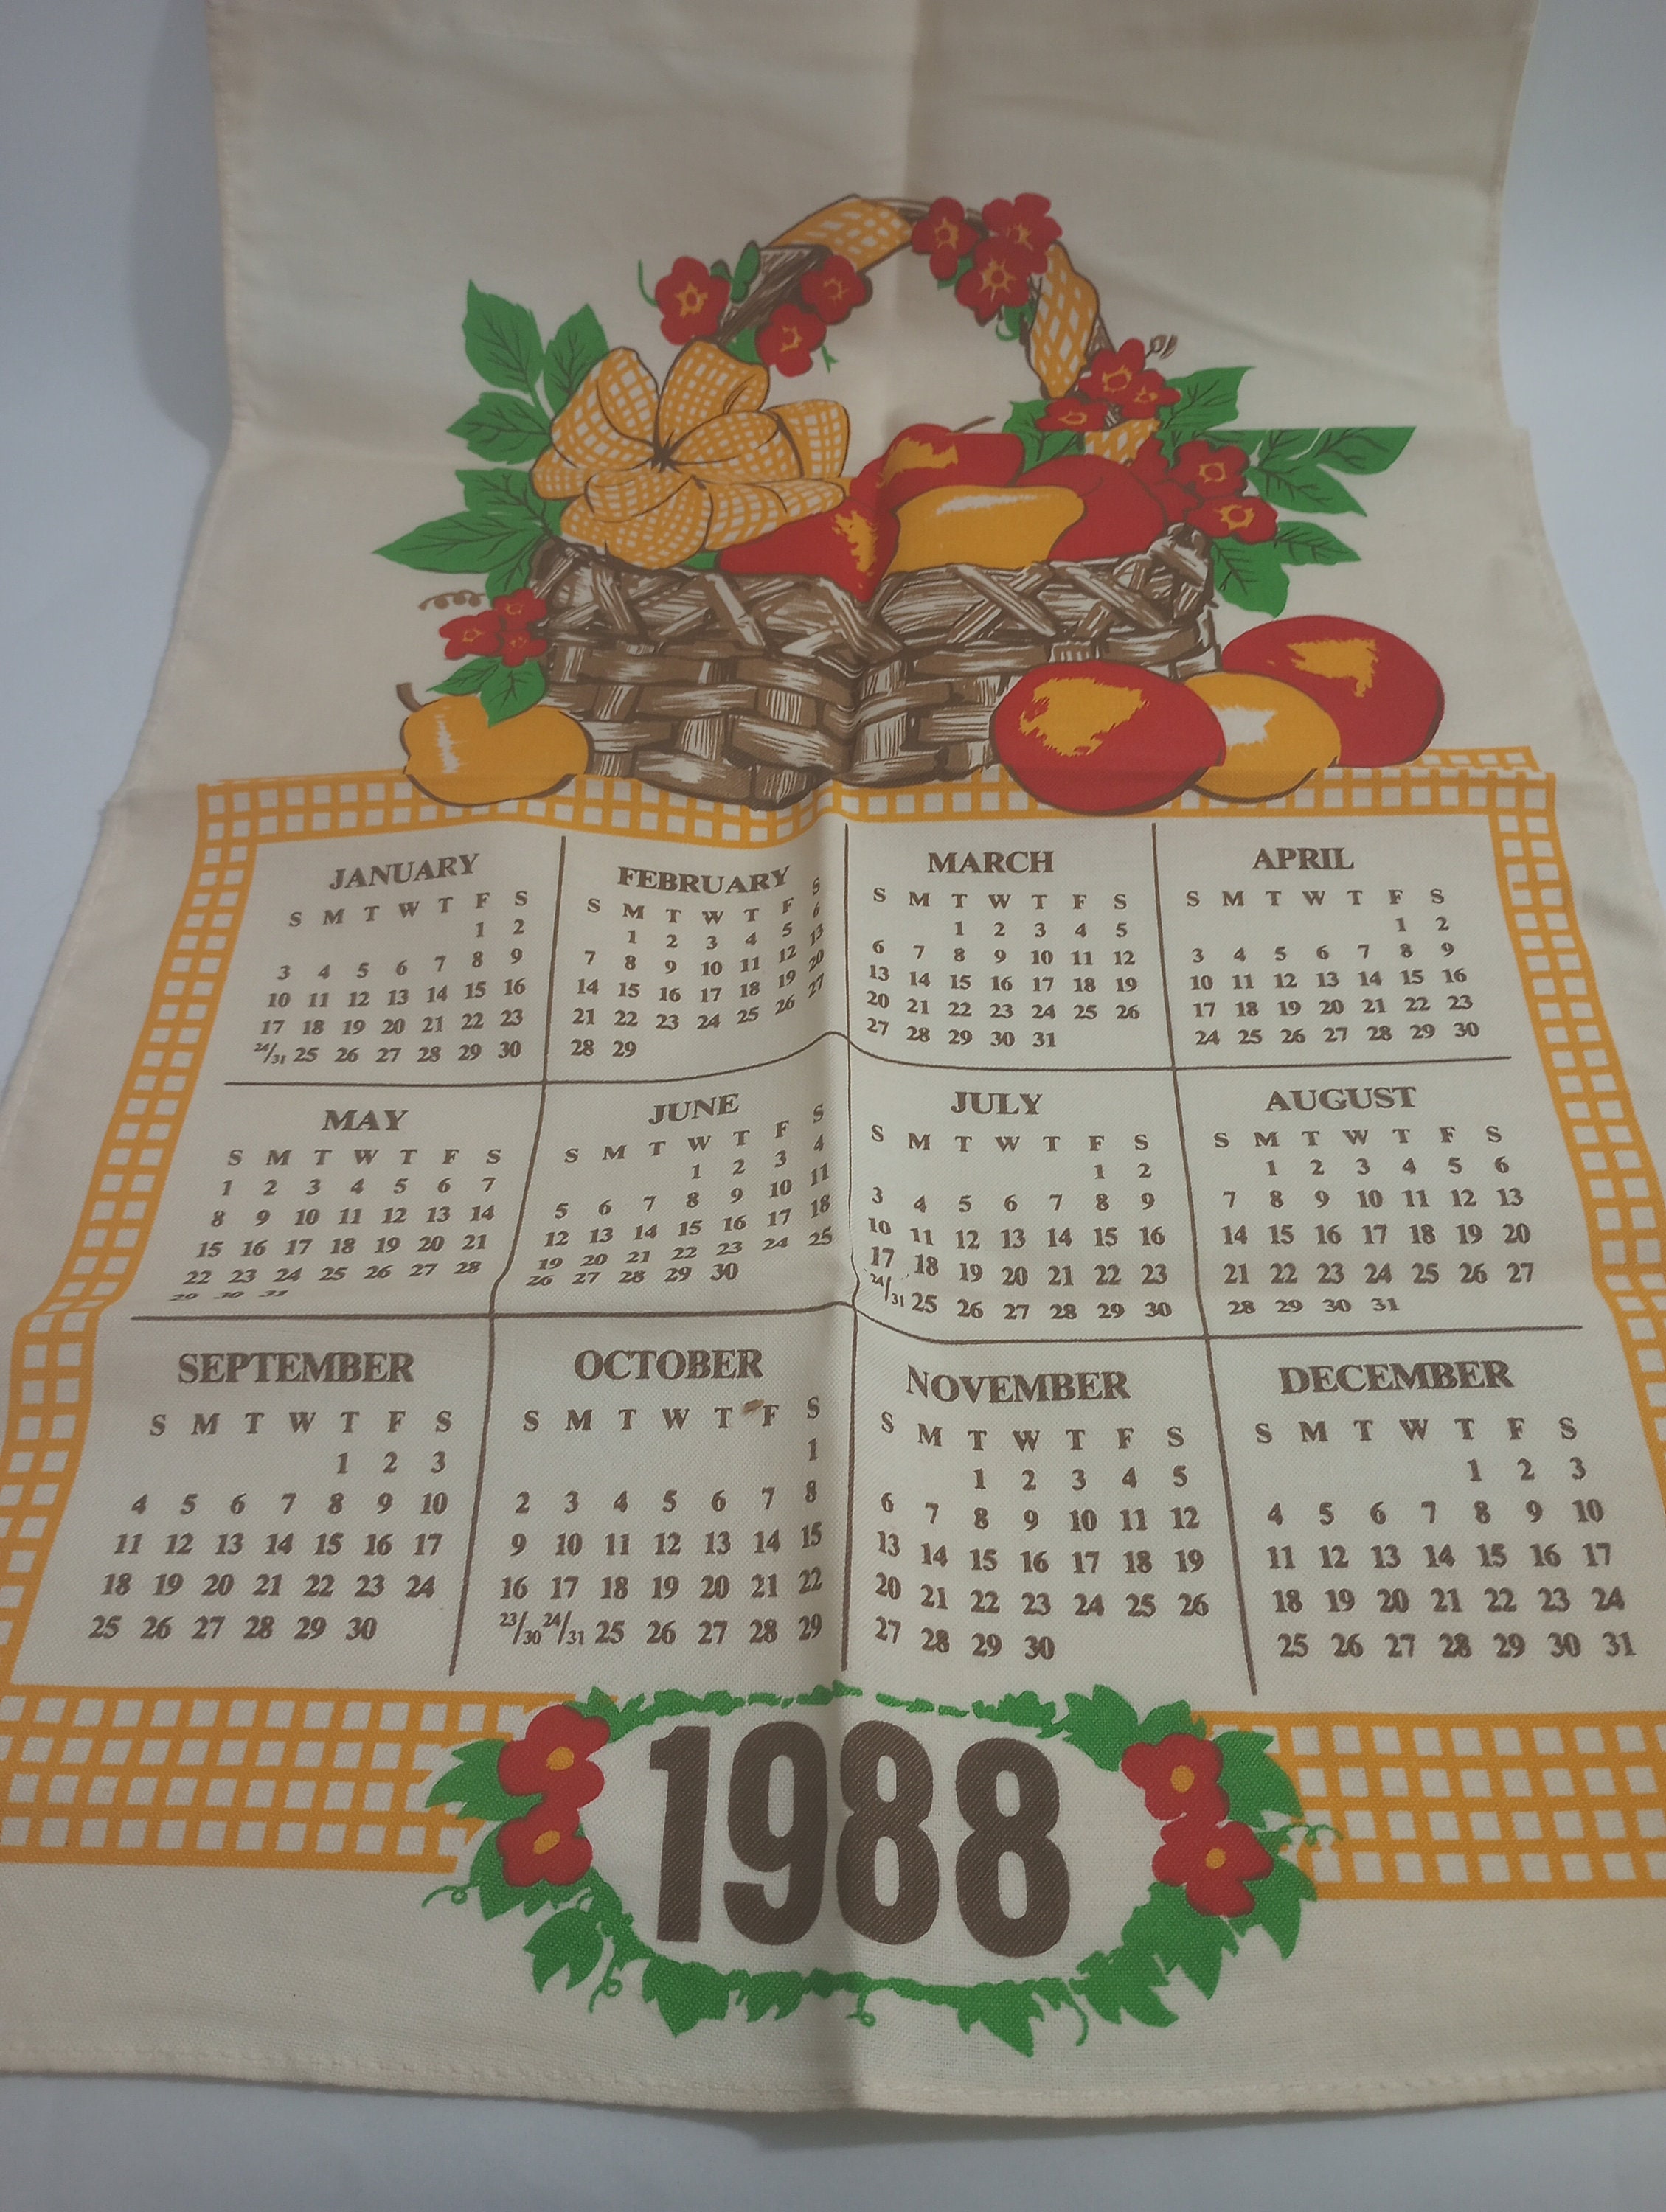 JANUARY
S M T W T F S
1 2
3 4 5 6 7 8 9
10 11 12 13 14 15 16
17 18 19 20 21 22 23
24/31 25 26 27 28 29 30
FEBRUARY
S M T W T F S
1 2 3 4 5 6
7 8 9 10 11 12 13
14 15 16 17 18 19 20
21 22 23 24 25 26 27
28 29
MARCH
S M T W T F S
1 2 3 4 5
6 7 8 9 10 11 12
13 14 15 16 17 18 19
20 21 22 23 24 25 26
27 28 29 30 31
APRIL
S M T W T F S
1 2
3 4 5 6 7 8 9
10 11 12 13 14 15 16
17 18 19 20 21 22 23
24 25 26 27 28 29 30
MAY
S M T W T F S
1 2 3 4 5 6 7
8 9 10 11 12 13 14
15 16 17 18 19 20 21
22 23 24 25 26 27 28
29 30 31
JUNE
S M T W T F S
1 2 3 4
5 6 7 8 9 10 11
12 13 14 15 16 17 18
19 20 21 22 23 24 25
26 27 28 29 30
JULY
S M T W T F S
1 2
3 4 5 6 7 8 9
10 11 12 13 14 15 16
17 18 19 20 21 22 23
24/31 25 26 27 28 29 30
AUGUST
S M T W T F S
1 2 3 4 5 6
7 8 9 10 11 12 13
14 15 16 17 18 19 20
21 22 23 24 25 26 27
28 29 30 31
SEPTEMBER
S M T W T F S
1 2 3
4 5 6 7 8 9 10
11 12 13 14 15 16 17
18 19 20 21 22 23 24
25 26 27 28 29 30
OCTOBER
S M T W T F S
1
2 3 4 5 6 7 8
9 10 11 12 13 14 15
16 17 18 19 20 21 22
23/30 24/31 25 26 27 28 29
NOVEMBER
S M T W T F S
1 2 3 4 5
6 7 8 9 10 11 12
13 14 15 16 17 18 19
20 21 22 23 24 25 26
27 28 29 30
DECEMBER
S M T W T F S
1 2 3
4 5 6 7 8 9 10
11 12 13 14 15 16 17
18 19 20 21 22 23 24
25 26 27 28 29 30 31
1988